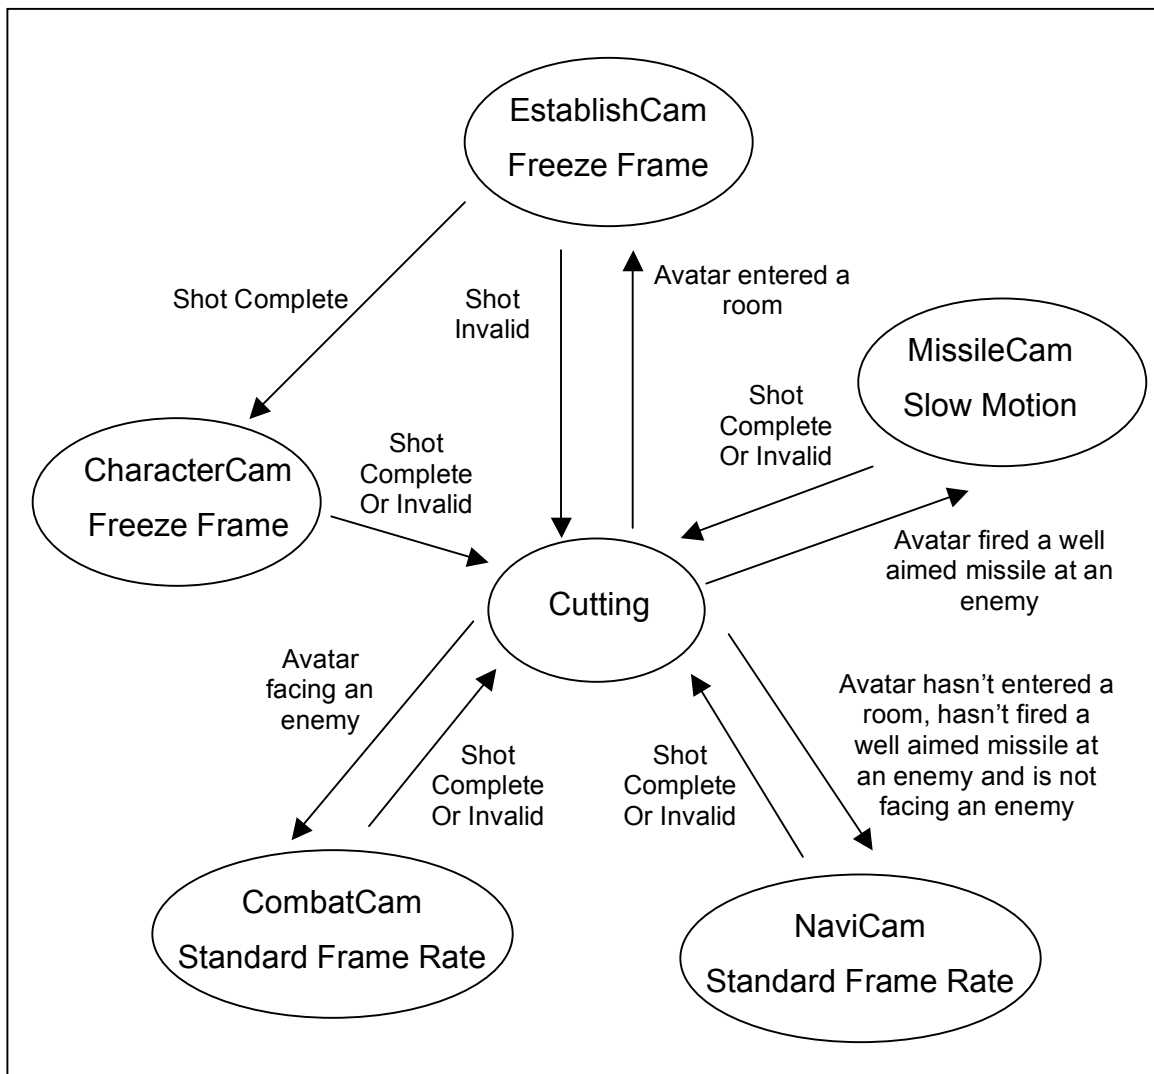 EstablishCam
Freeze Frame
Shot Complete
Shot
Invalid
Avatar entered a
room
MissileCam
Slow Motion
Shot
Complete
Or Invalid
CharacterCam
Freeze Frame
Shot
Complete
Or Invalid
Avatar fired a well
aimed missile at an
enemy
Cutting
Avatar
facing an
enemy
Shot
Complete
Or Invalid
Shot
Complete
Or Invalid
Avatar hasn’t entered a
room, hasn’t fired a
well aimed missile at
an enemy and is not
facing an enemy
CombatCam
Standard Frame Rate
NaviCam
Standard Frame Rate